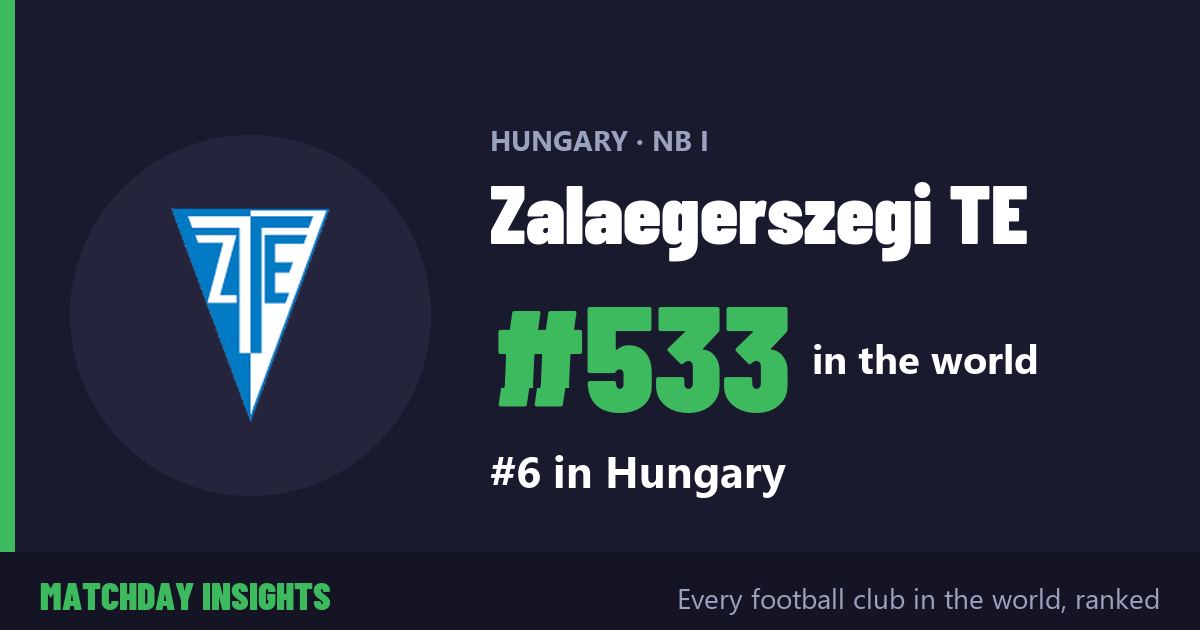 HUNGARY · NB I
Zalaegerszegi TE
ZTE
#533 in the world
#6 in Hungary
MATCHDAY INSIGHTS
Every football club in the world, ranked